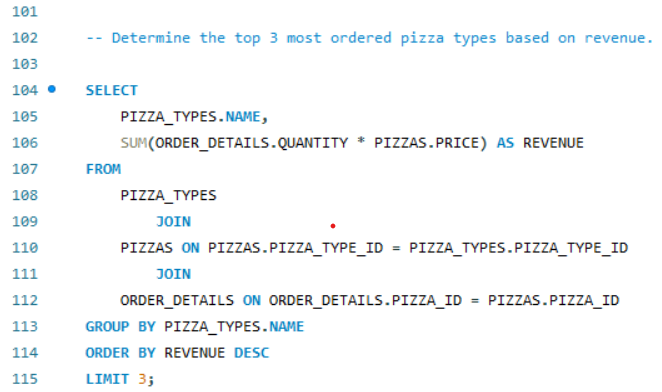 101
102 -- Determine the top 3 most ordered pizza types based on revenue.
103
104 SELECT
105 PIZZA_TYPES.NAME,
106 SUM(ORDER_DETAILS.QUANTITY * PIZZAS.PRICE) AS REVENUE
107 FROM
108 PIZZA_TYPES
109 JOIN
110 PIZZAS ON PIZZAS.PIZZA_TYPE_ID = PIZZA_TYPES.PIZZA_TYPE_ID
111 JOIN
112 ORDER_DETAILS ON ORDER_DETAILS.PIZZA_ID = PIZZAS.PIZZA_ID
113 GROUP BY PIZZA_TYPES.NAME
114 ORDER BY REVENUE DESC
115 LIMIT 3;